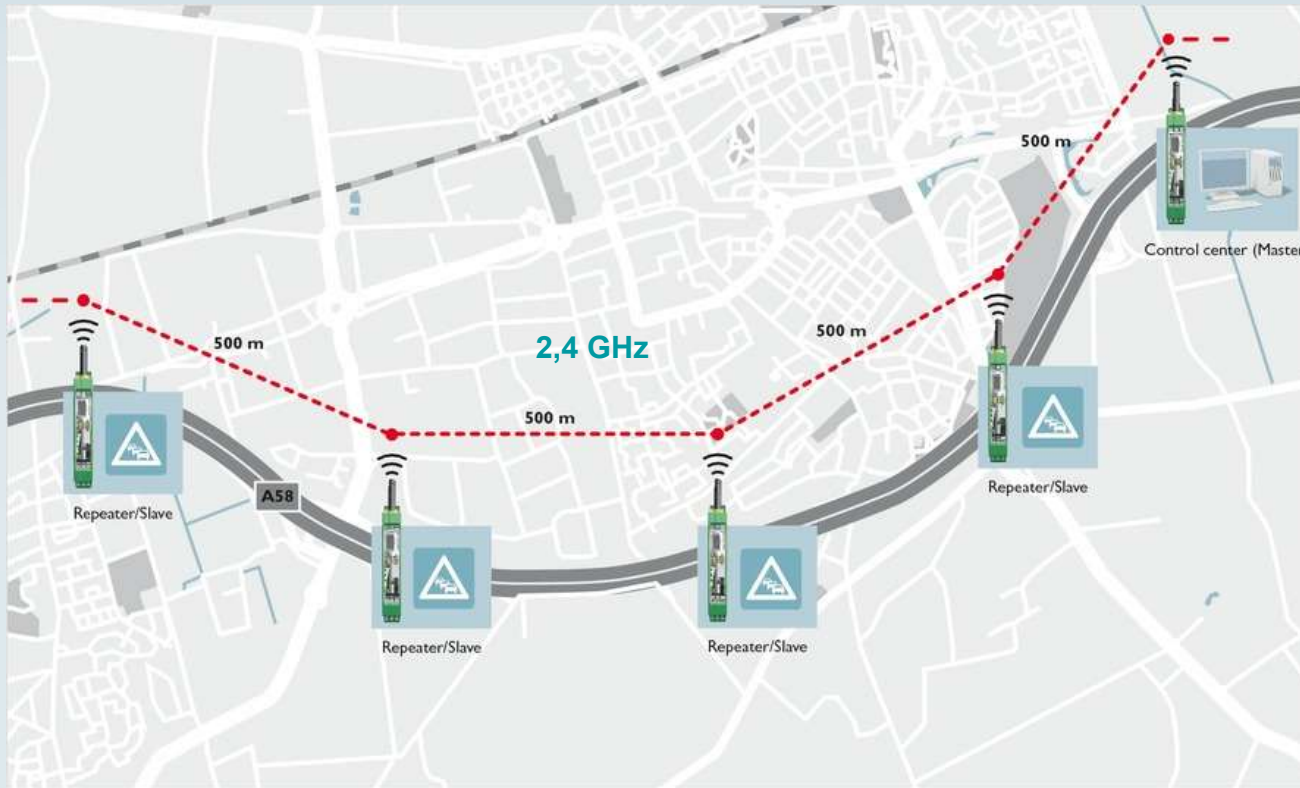 500 m
Control center (Master
500 m
2,4 GHz
500 m
500 m
A58
Repeater/Slave
Repeater/Slave
Repeater/Slave
Repeater/Slave